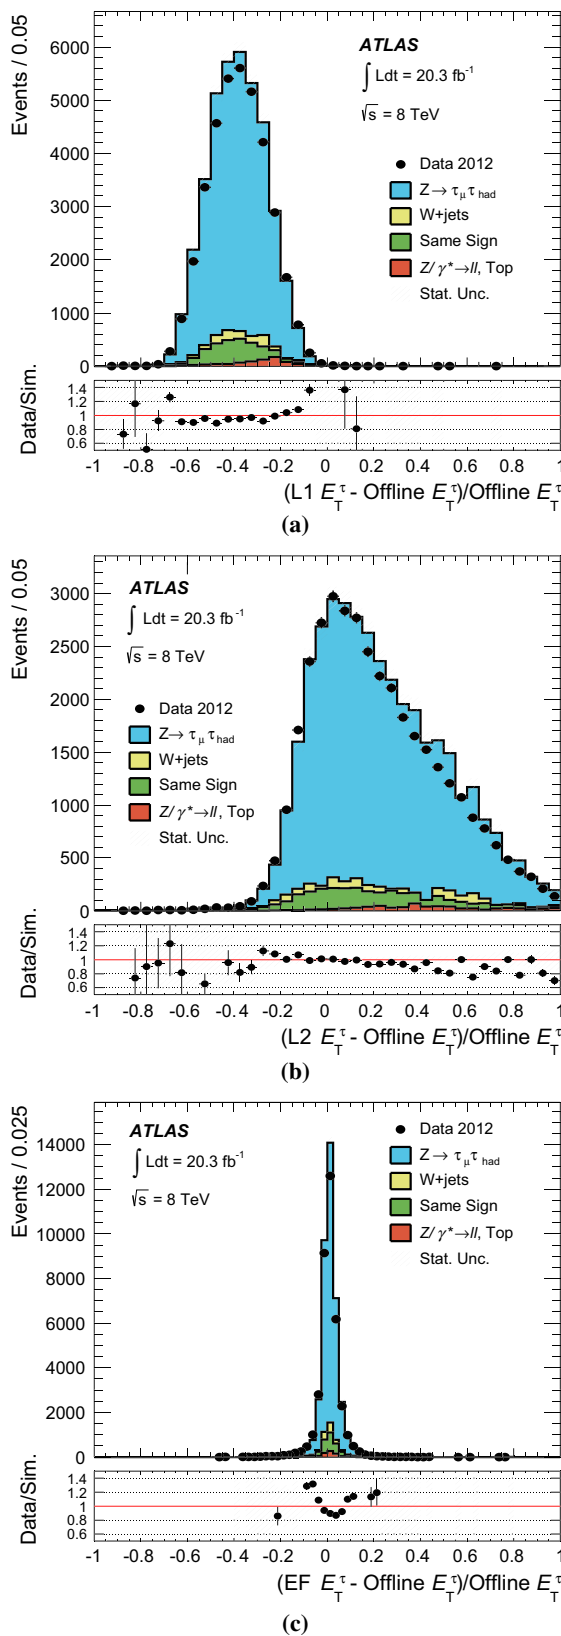 Events / 0.05
6000
5000
4000
3000
2000
1000
0
ATLAS
∫ Ldt = 20.3 fb⁻¹
√s = 8 TeV
Data 2012
Z→ τμ τhad
W+jets
Same Sign
Z/γ*→ll, Top
Stat. Unc.
Data/Sim.
1.4
1.2
1
0.8
0.6
-1 -0.8 -0.6 -0.4 -0.2 0 0.2 0.4 0.6 0.8 1
(L1 E_T^τ - Offline E_T^τ)/Offline E_T^τ
(a)
Events / 0.05
3000
2500
2000
1500
1000
500
0
ATLAS
∫ Ldt = 20.3 fb⁻¹
√s = 8 TeV
Data 2012
Z→ τμ τhad
W+jets
Same Sign
Z/γ*→ll, Top
Stat. Unc.
Data/Sim.
1.4
1.2
1
0.8
0.6
-1 -0.8 -0.6 -0.4 -0.2 0 0.2 0.4 0.6 0.8 1
(L2 E_T^τ - Offline E_T^τ)/Offline E_T^τ
(b)
Events / 0.025
14000
12000
10000
8000
6000
4000
2000
0
ATLAS
∫ Ldt = 20.3 fb⁻¹
√s = 8 TeV
Data 2012
Z→ τμ τhad
W+jets
Same Sign
Z/γ*→ll, Top
Stat. Unc.
Data/Sim.
1.4
1.2
1
0.8
0.6
-1 -0.8 -0.6 -0.4 -0.2 0 0.2 0.4 0.6 0.8 1
(EF E_T^τ - Offline E_T^τ)/Offline E_T^τ
(c)